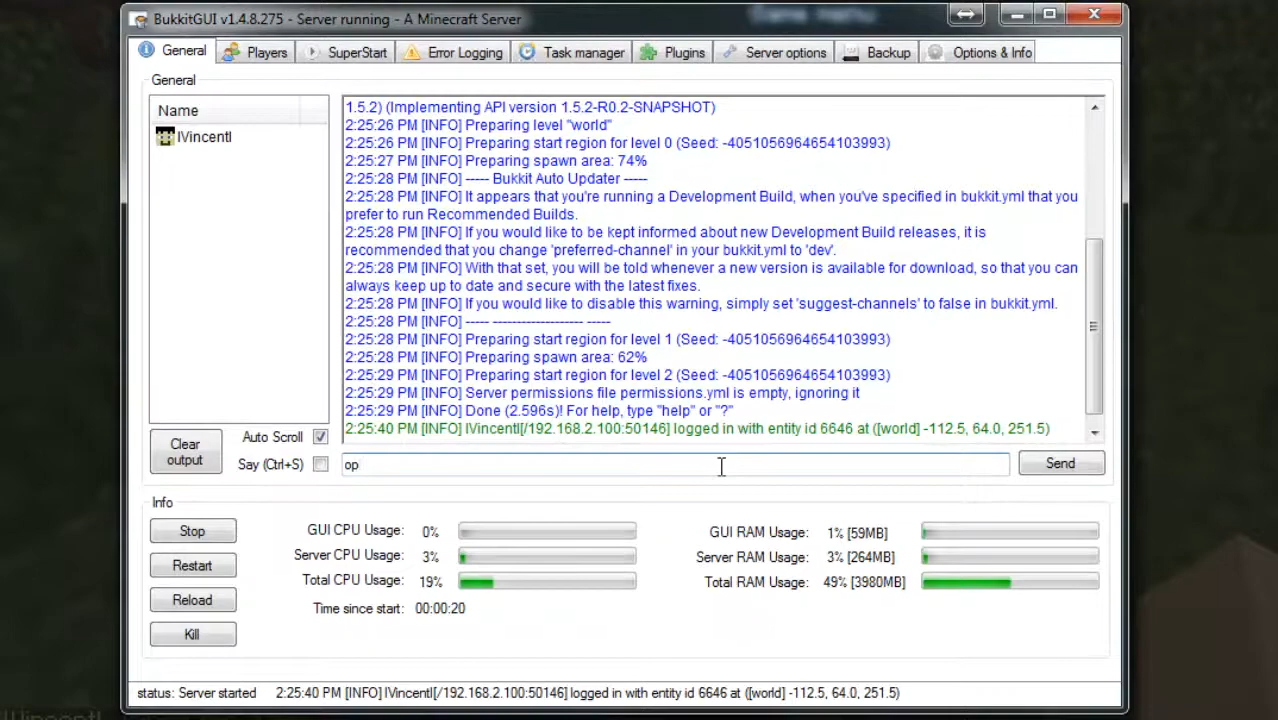 BukkitGUI v1.4.8.275 - Server running - A Minecraft Server
General Players SuperStart Error Logging Task manager Plugins Server options Backup Options & Info
General
Name
lVincentl
1.5.2) (Implementing API version 1.5.2-R0.2-SNAPSHOT)
2:25:26 PM [INFO] Preparing level "world"
2:25:26 PM [INFO] Preparing start region for level 0 (Seed: -4051056964654103993)
2:25:27 PM [INFO] Preparing spawn area: 74%
2:25:28 PM [INFO] ----- Bukkit Auto Updater -----
2:25:28 PM [INFO] It appears that you're running a Development Build, when you've specified in bukkit.yml that you
prefer to run Recommended Builds.
2:25:28 PM [INFO] If you would like to be kept informed about new Development Build releases, it is
recommended that you change 'preferred-channel' in your bukkit.yml to 'dev'.
2:25:28 PM [INFO] With that set, you will be told whenever a new version is available for download, so that you can
always keep up to date and secure with the latest fixes.
2:25:28 PM [INFO] If you would like to disable this warning, simply set 'suggest-channels' to false in bukkit.yml.
2:25:28 PM [INFO] ----- ------------------- -----
2:25:28 PM [INFO] Preparing start region for level 1 (Seed: -4051056964654103993)
2:25:28 PM [INFO] Preparing spawn area: 62%
2:25:29 PM [INFO] Preparing start region for level 2 (Seed: -4051056964654103993)
2:25:29 PM [INFO] Server permissions file permissions.yml is empty, ignoring it
2:25:29 PM [INFO] Done (2.596s)! For help, type "help" or "?"
2:25:40 PM [INFO] lVincentl[/192.168.2.100:50146] logged in with entity id 6646 at ([world] -112.5, 64.0, 251.5)
Clear output
Auto Scroll
Say (Ctrl+S)
op
Send
Info
Stop
Restart
Reload
Kill
GUI CPU Usage: 0%
Server CPU Usage: 3%
Total CPU Usage: 19%
Time since start: 00:00:20
GUI RAM Usage: 1% [59MB]
Server RAM Usage: 3% [264MB]
Total RAM Usage: 49% [3980MB]
status: Server started 2:25:40 PM [INFO] lVincentl[/192.168.2.100:50146] logged in with entity id 6646 at ([world] -112.5, 64.0, 251.5)